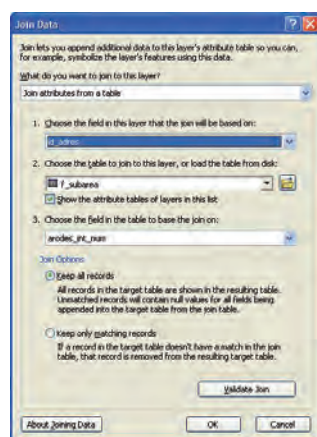 Join Data
Join lets you append additional data to this layer's attribute table so you can,
for example, symbolize the layer's features using this data.
What do you want to join to this layer?
Join attributes from a table
1. Choose the field in this layer that the join will be based on:
id_adres
2. Choose the table to join to this layer, or load the table from disk:
f_subarea
Show the attribute tables of layers in this list
3. Choose the field in the table to base the join on:
arodes_int_num
Join Options
Keep all records
All records in the target table are shown in the resulting table.
Unmatched records will contain null values for all fields being
appended into the target table from the join table.
Keep only matching records
If a record in the target table doesn't have a match in the join
table, that record is removed from the resulting target table.
Validate Join
About Joining Data
OK
Cancel